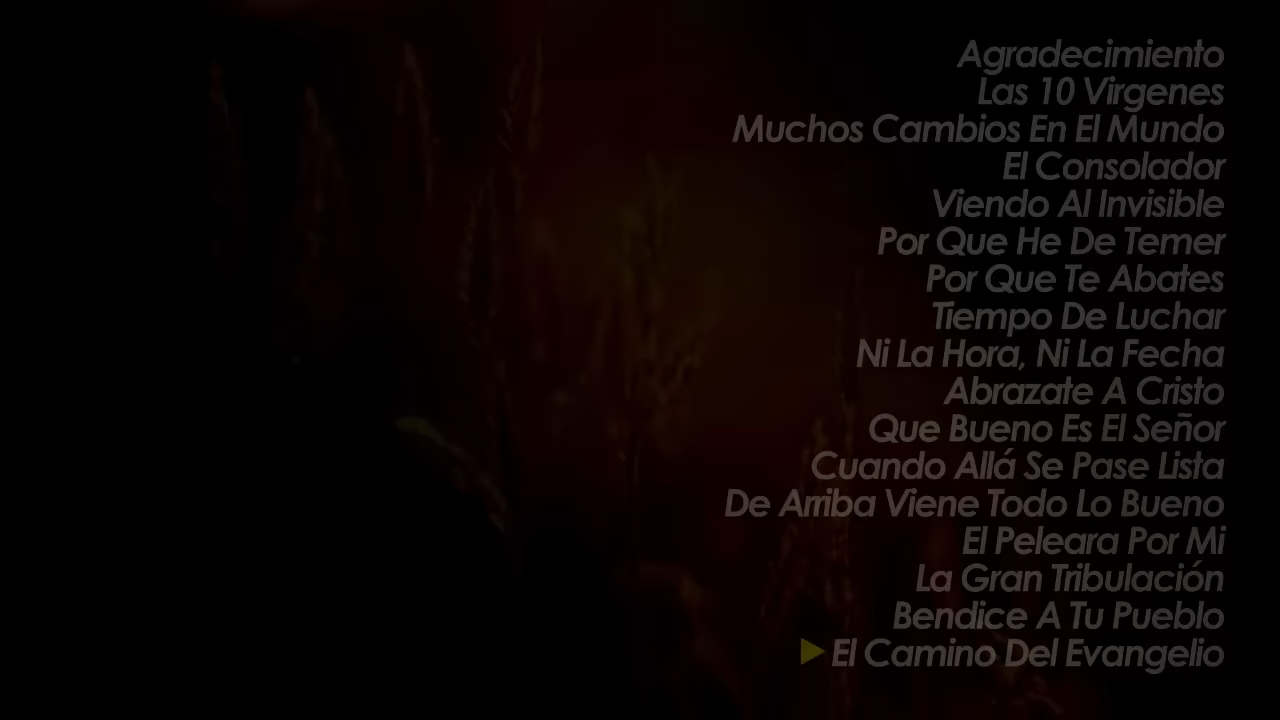 Agradecimiento
Las 10 Virgenes
Muchos Cambios En El Mundo
El Consolador
Viendo Al Invisible
Por Que He De Temer
Por Que Te Abates
Tiempo De Luchar
Ni La Hora, Ni La Fecha
Abrazate A Cristo
Que Bueno Es El Señor
Cuando Allá Se Pase Lista
De Arriba Viene Todo Lo Bueno
El Peleara Por Mi
La Gran Tribulación
Bendice A Tu Pueblo
El Camino Del Evangelio